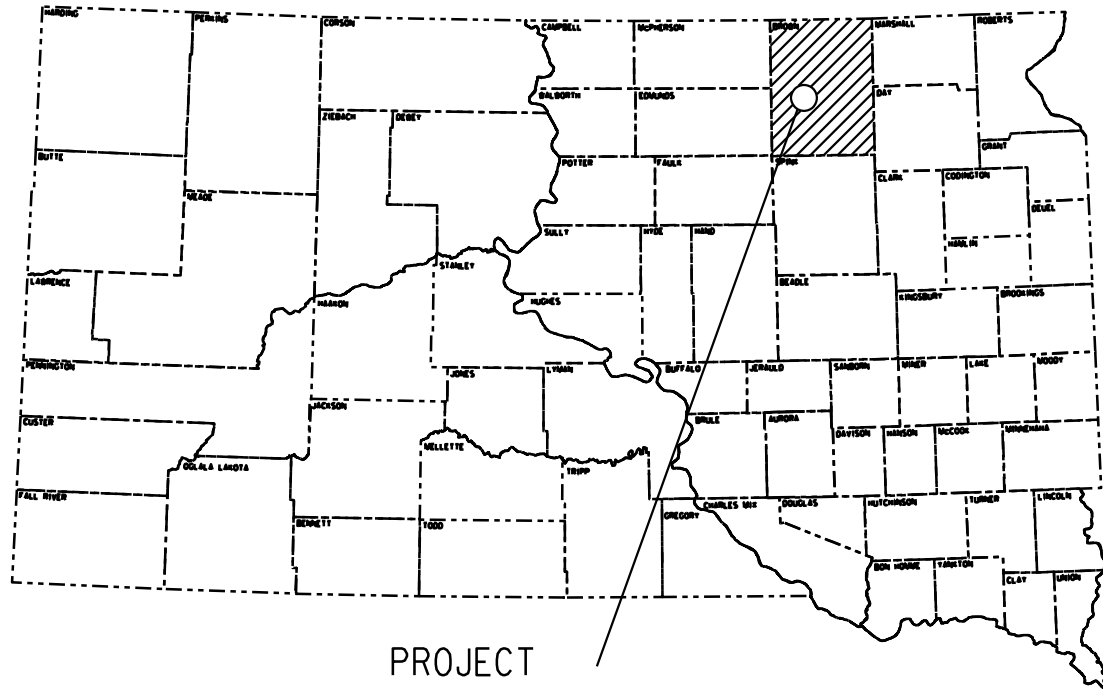 HARDING
PERKINS
CORSON
CAMPBELL
McPHERSON
BROWN
MARSHALL
ROBERTS
WALWORTH
EDMUNDS
DAY
ZIEBACH
DEWEY
GRANT
BUTTE
POTTER
FAULK
SPINK
CLARK
CODINGTON
MEADE
DEUEL
SULLY
HYDE
HAND
HAMLIN
STANLEY
LAWRENCE
BEADLE
HAAKON
HUGHES
KINGSBURY
BROOKINGS
PENNINGTON
JONES
LYMAN
BUFFALO
JERAULD
SANBORN
MINER
LAKE
MOODY
JACKSON
CUSTER
BRULE
AURORA
DAVISON
HANSON
McCOOK
MINNEHAHA
MELLETTE
OGLALA LAKOTA
TRIPP
FALL RIVER
GREGORY
CHARLES MIX
DOUGLAS
HUTCHINSON
TURNER
LINCOLN
BENNETT
TODD
BON HOMME
YANKTON
CLAY
UNION
PROJECT